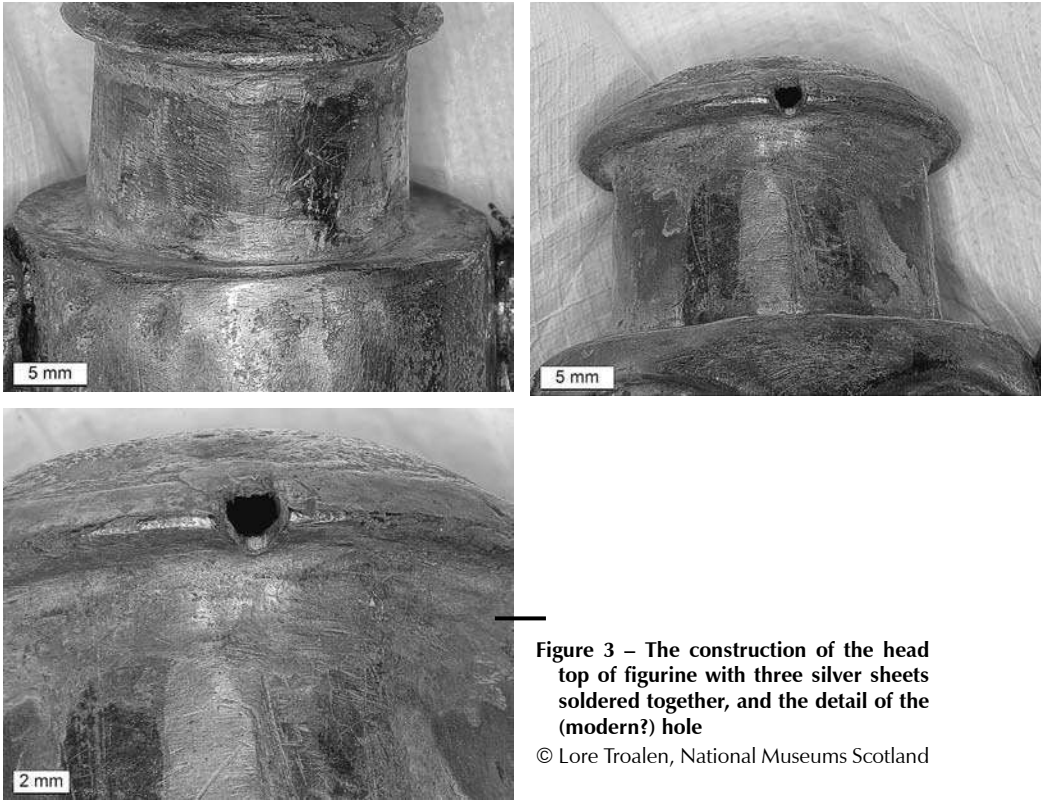 5 mm
5 mm
2 mm
Figure 3 – The construction of the head
top of figurine with three silver sheets
soldered together, and the detail of the
(modern?) hole
© Lore Troalen, National Museums Scotland